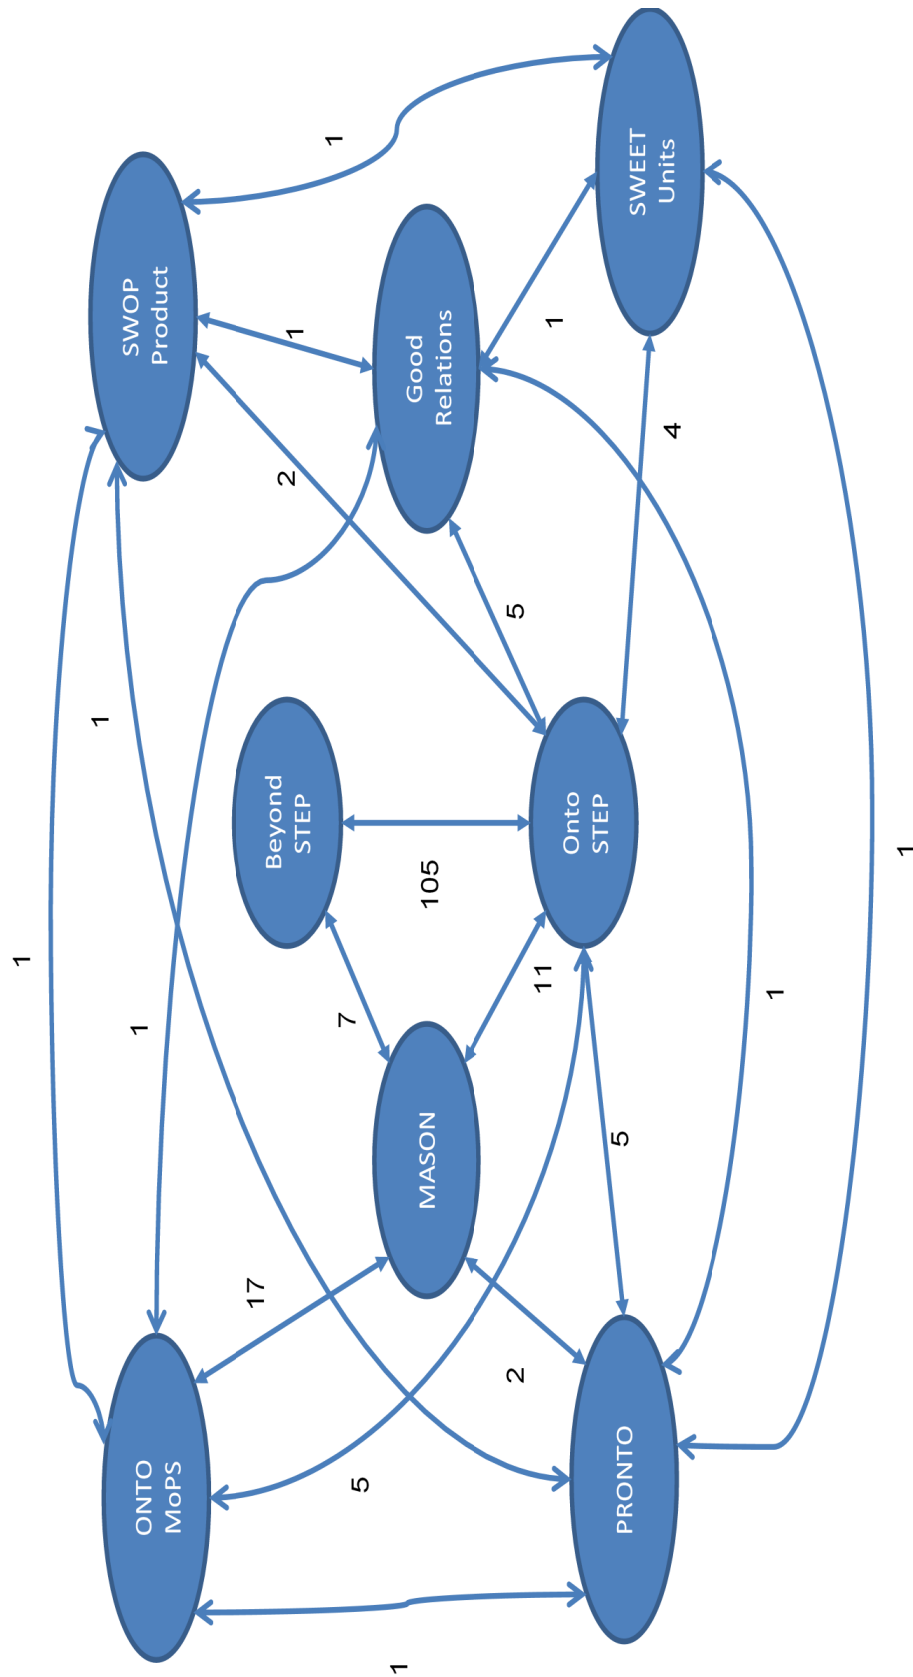 1
1
ONTO
MoPS
1
SWOP
Product
17
Beyond
STEP
2
1
1
7
5
1
MASON
105
Good
Relations
2
5
11
1
Onto
STEP
PRONTO
5
SWEET
Units
4
1
1